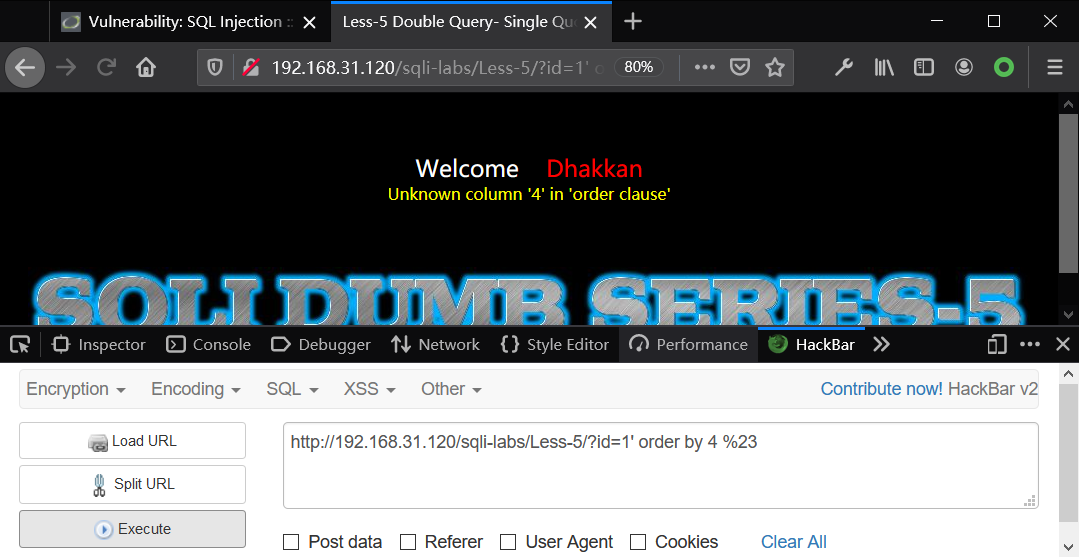 Vulnerability: SQL Injection :
Less-5 Double Query- Single Qu
192.168.31.120/sqli-labs/Less-5/?id=1' o
80%
Welcome Dhakkan
Unknown column '4' in 'order clause'
SQLI DUMB SERIES-5
Inspector Console Debugger Network Style Editor Performance HackBar
Encryption Encoding SQL XSS Other Contribute now! HackBar v2
Load URL
http://192.168.31.120/sqli-labs/Less-5/?id=1' order by 4 %23
Split URL
Execute
Post data Referer User Agent Cookies Clear All